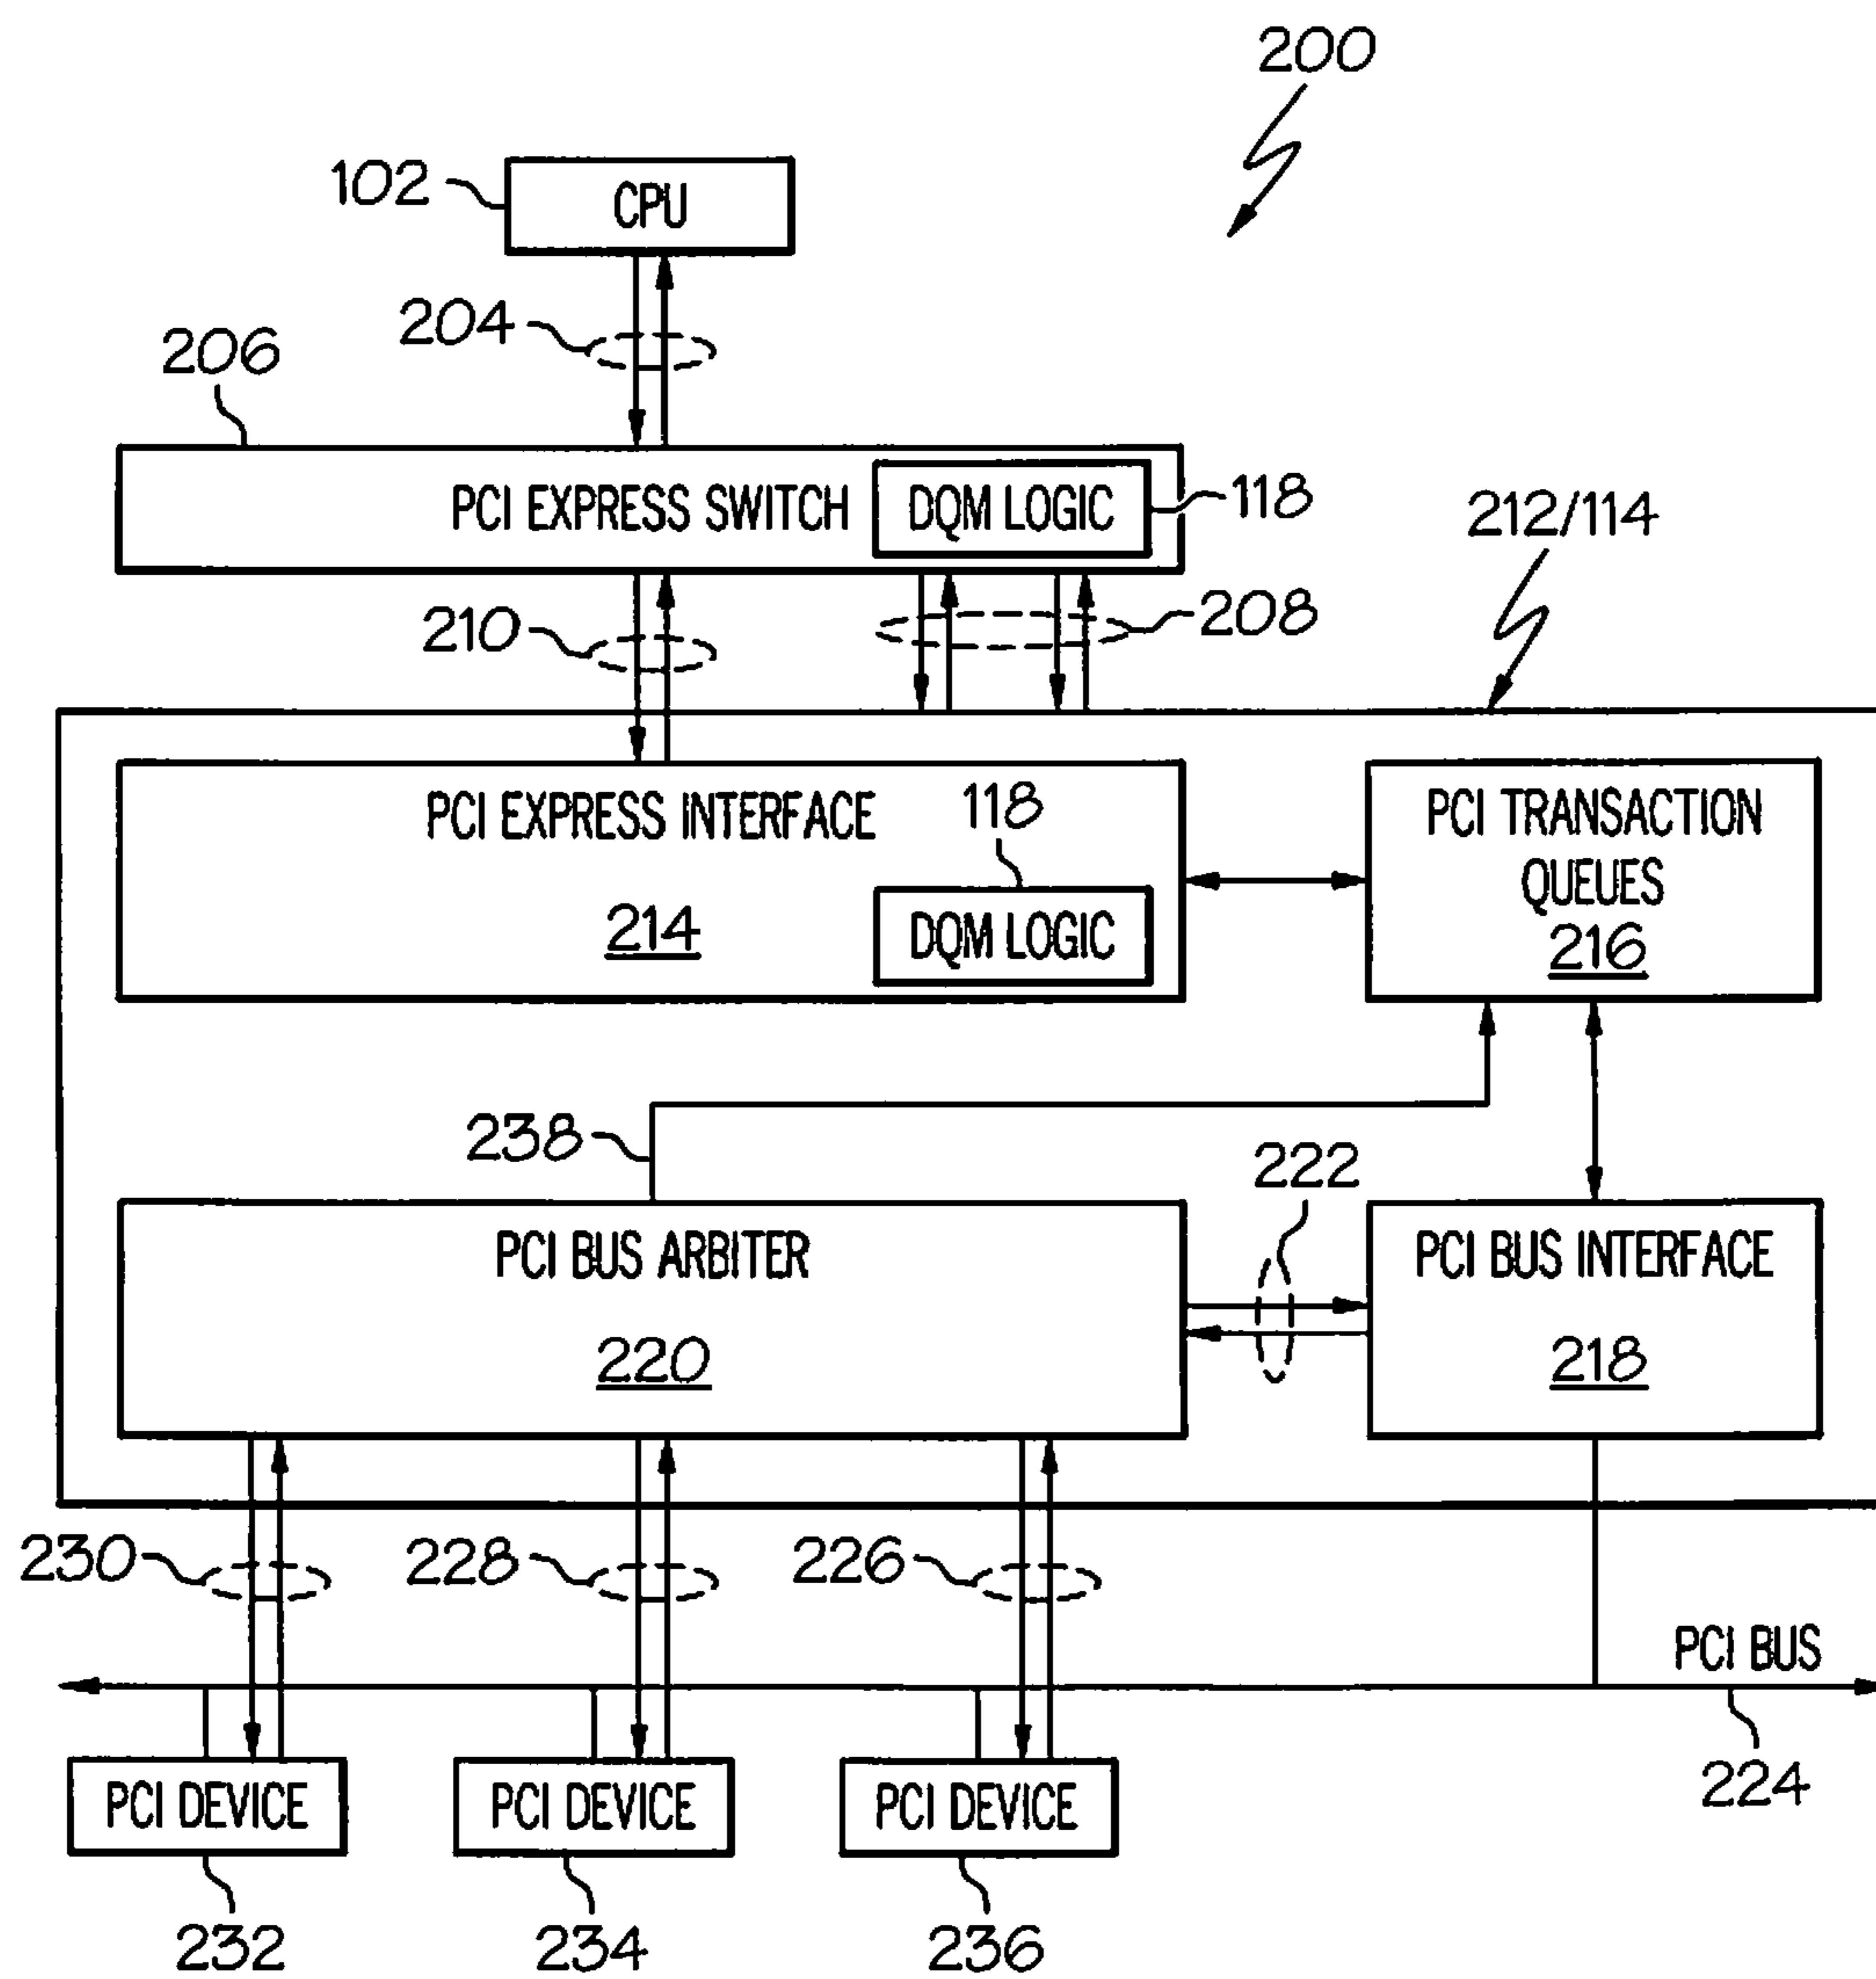 200
102
CPU
204
206
PCI EXPRESS SWITCH
DQM LOGIC
118
212/114
210
208
PCI EXPRESS INTERFACE
118
214
DQM LOGIC
PCI TRANSACTION
QUEUES
216
238
222
PCI BUS ARBITER
220
PCI BUS INTERFACE
218
230
228
226
PCI BUS
224
PCI DEVICE
PCI DEVICE
PCI DEVICE
232
234
236